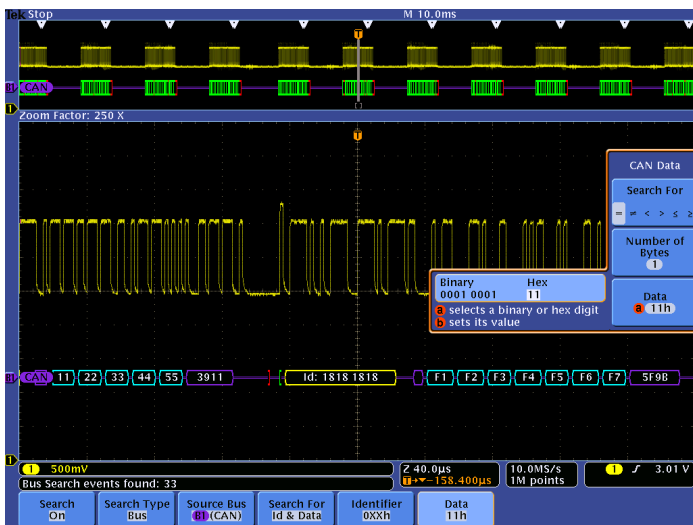 Tek Stop M 10.0ms
T
B1 CAN
1
Zoom Factor: 250 X
T
CAN Data
Search For
= ≠ < > ≤ ≥
Number of
Bytes
1
Data
a 11h
Binary Hex
0001 0001 11
a selects a binary or hex digit
b sets its value
B1 CAN 11 22 33 44 55 3911 Id: 1818 1818 F1 F2 F3 F4 F5 F6 F7 5F9B
1
1 500mV Z 40.0µs 10.0MS/s 1 3.01 V
T→▾−158.400µs 1M points
Bus Search events found: 33
Search
On
Search Type
Bus
Source Bus
B1 (CAN)
Search For
Id & Data
Identifier
0XXh
Data
11h